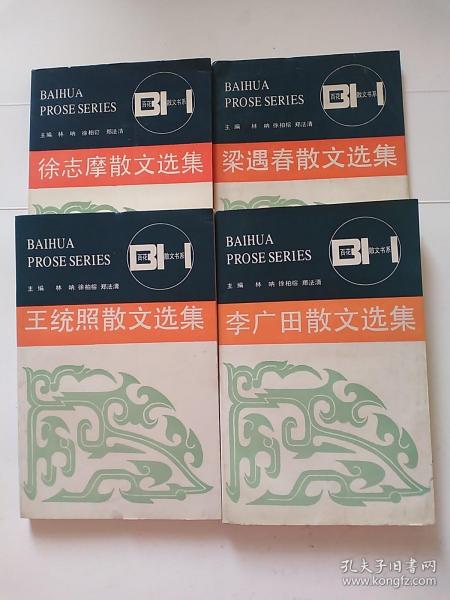 BAIHUA
PROSE SERIES
百花
BH
散文书系
主编 林呐 徐柏容 郑法清
徐志摩散文选集
BAIHUA
PROSE SERIES
百花
BH
散文书系
主编 林呐 徐柏容 郑法清
梁遇春散文选集
BAIHUA
PROSE SERIES
百花
BH
散文书系
主编 林呐 徐柏容 郑法清
王统照散文选集
BAIHUA
PROSE SERIES
百花
BH
散文书系
主编 林呐 徐柏容 郑法清
李广田散文选集
孔夫子旧书网
www.kongfz.com